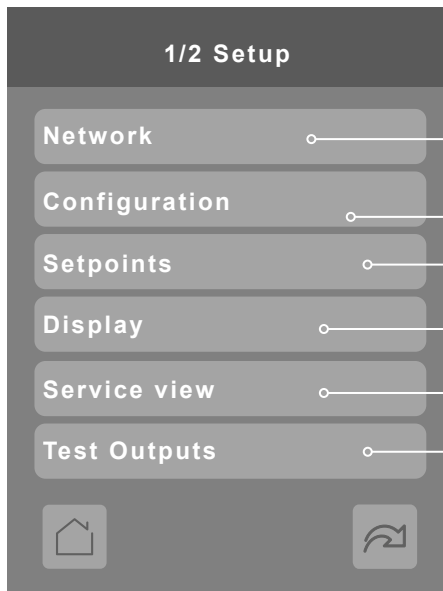 1/2 Setup
Network
Configuration
Setpoints
Display
Service view
Test Outputs